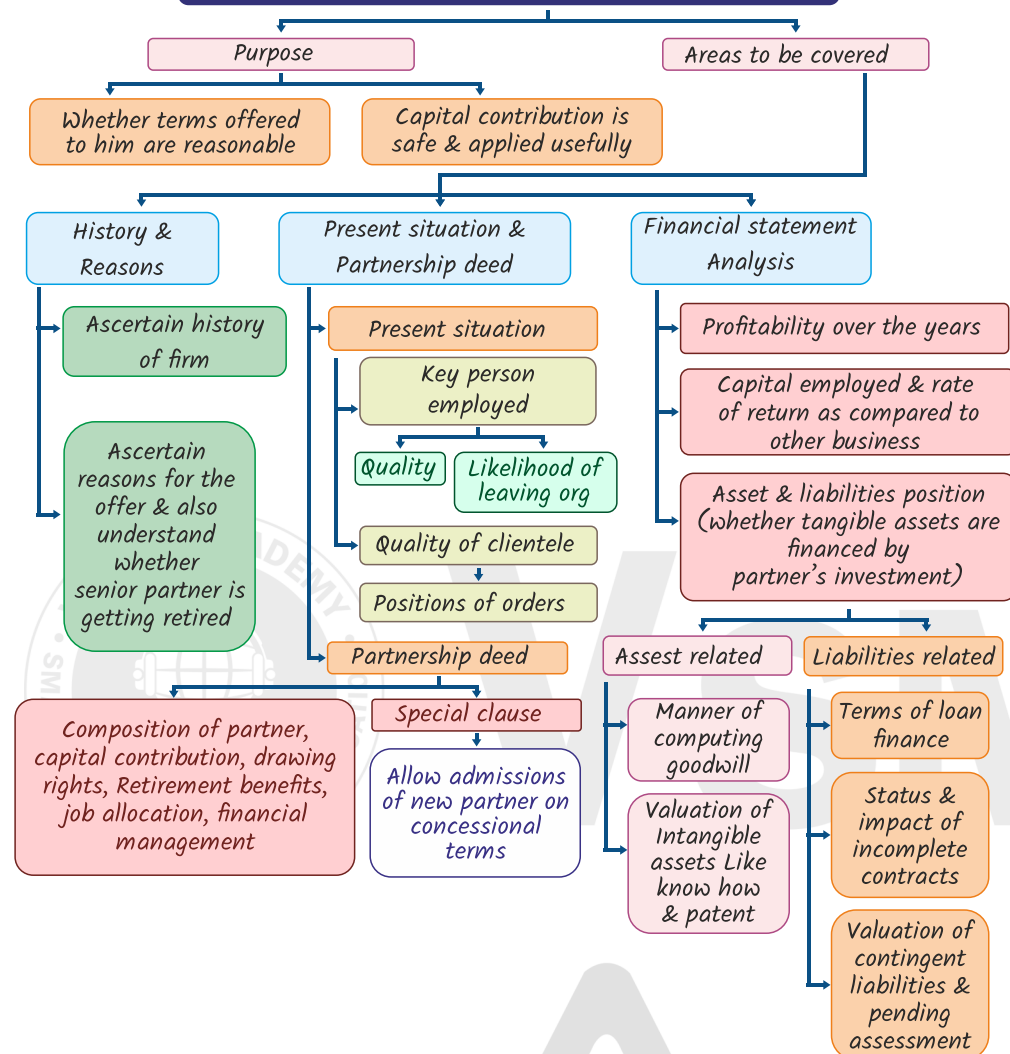 Purpose
Areas to be covered
Whether terms offered
to him are reasonable
Capital contribution is
safe & applied usefully
History &
Reasons
Present situation &
Partnership deed
Financial statement
Analysis
Ascertain history
of firm
Ascertain
reasons for the
offer & also
understand
whether
senior partner is
getting retired
Present situation
Key person
employed
Quality
Likelihood of
leaving org
Quality of clientele
Positions of orders
Partnership deed
Composition of partner,
capital contribution, drawing
rights, Retirement benefits,
job allocation, financial
management
Special clause
Allow admissions
of new partner on
concessional
terms
Profitability over the years
Capital employed & rate
of return as compared to
other business
Asset & liabilities position
(whether tangible assets are
financed by
partner's investment)
Assest related
Manner of
computing
goodwill
Valuation of
Intangible
assets Like
know how
& patent
Liabilities related
Terms of loan
finance
Status &
impact of
incomplete
contracts
Valuation of
contingent
liabilities &
pending
assessment